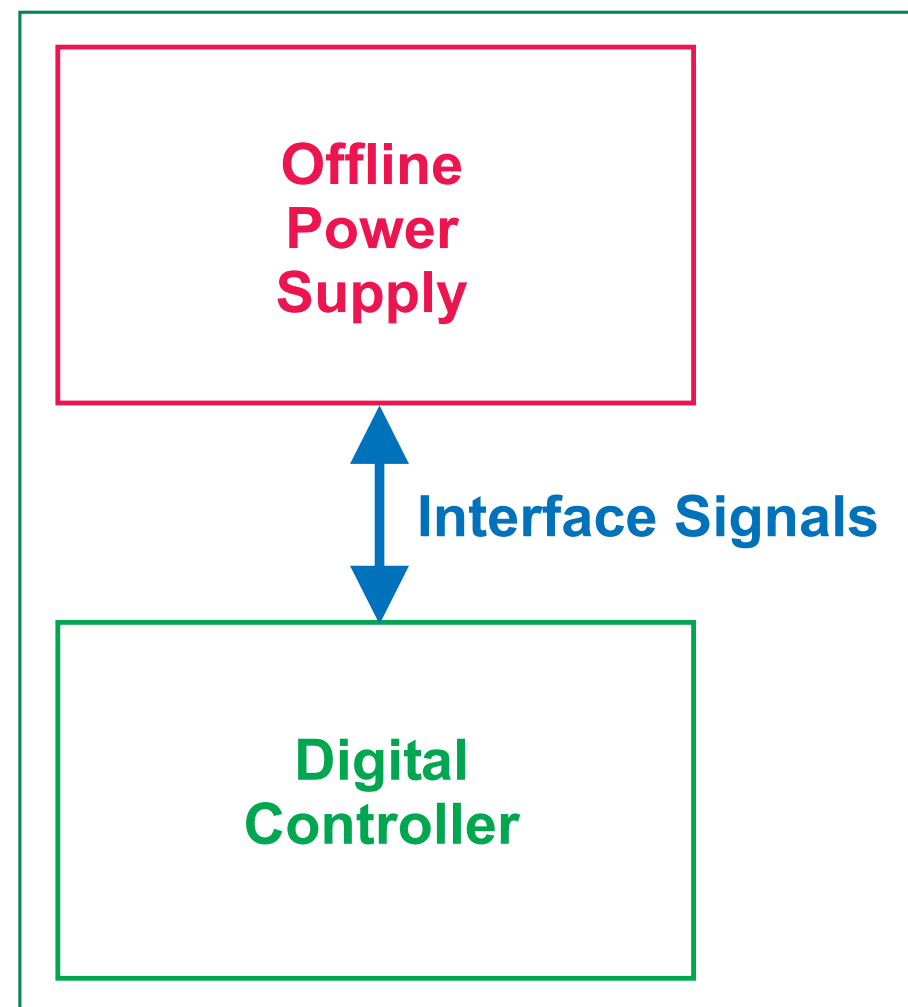 Offline
Power
Supply
Interface Signals
Digital
Controller